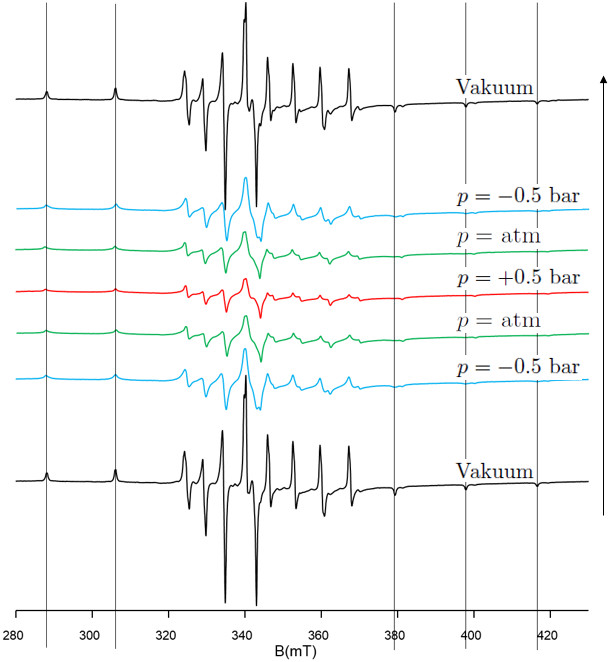 Vakuum
p = −0.5 bar
p = atm
p = +0.5 bar
p = atm
p = −0.5 bar
Vakuum
280 300 320 340 360 380 400 420
B(mT)